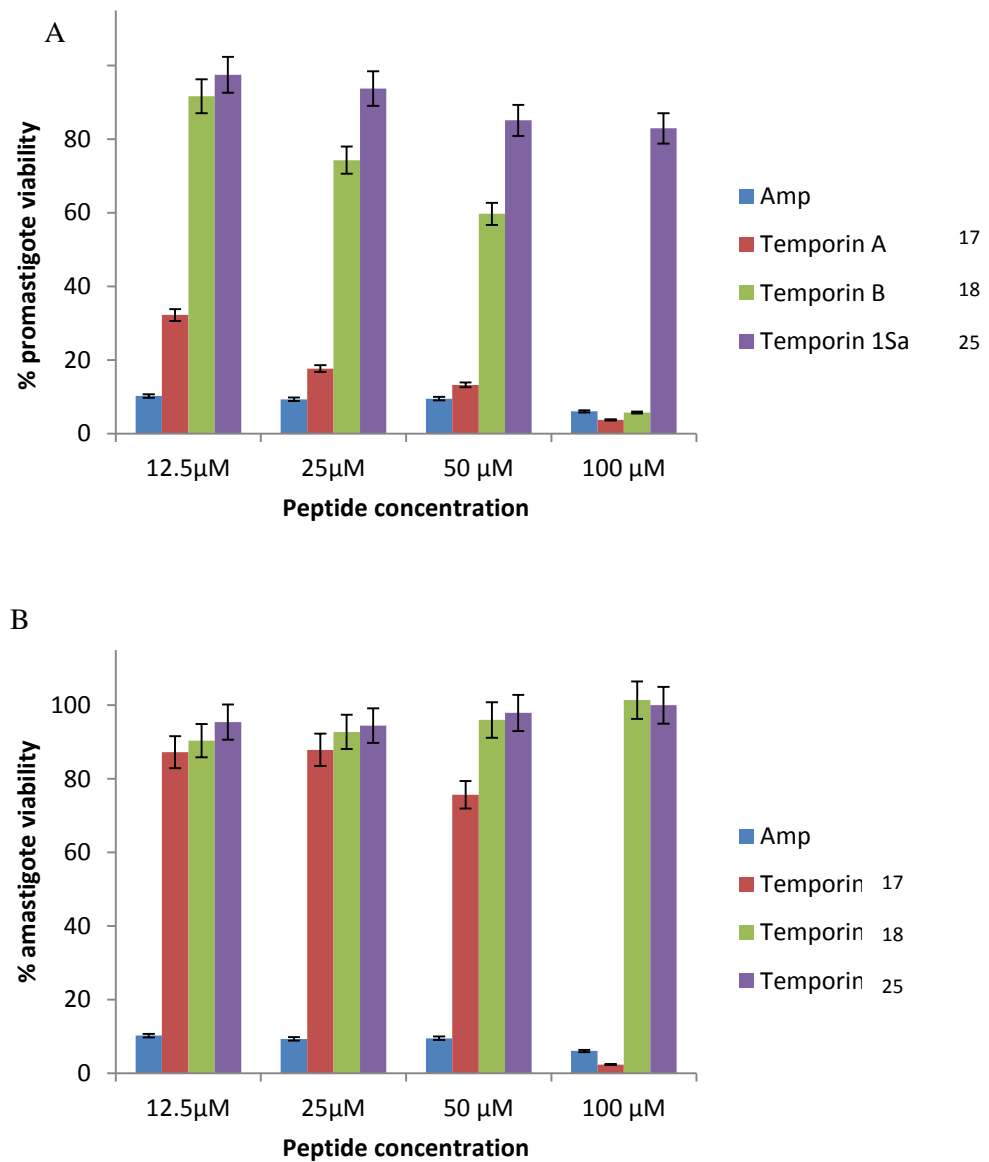 A
% promastigote viability
80
60
40
20
0
12.5µM 25µM 50 µM 100 µM
Peptide concentration
Amp
Temporin A 17
Temporin B 18
Temporin 1Sa 25
B
% amastigote viability
100
80
60
40
20
0
12.5µM 25µM 50 µM 100 µM
Peptide concentration
Amp
Temporin 17
Temporin 18
Temporin 25